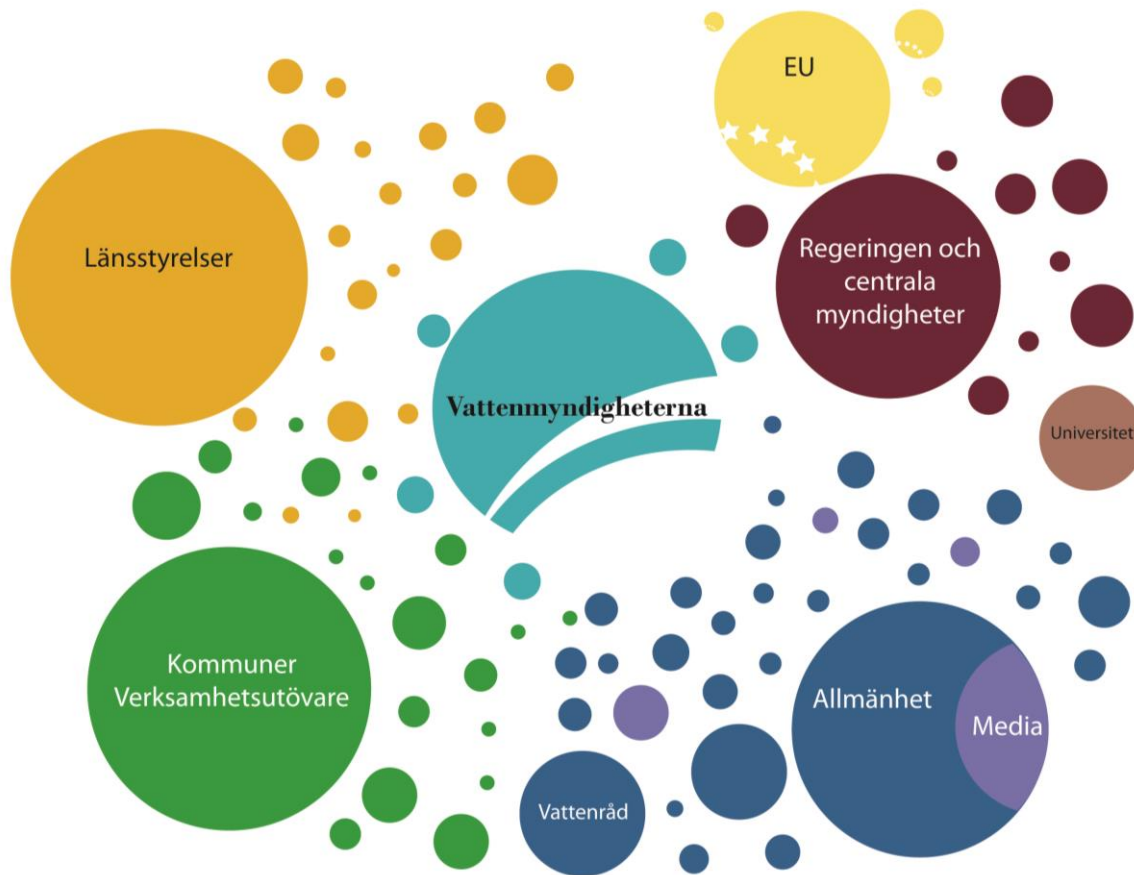 EU
Länsstyrelser
Regeringen och
centrala
myndigheter
Vattenmyndigheterna
Universitet
Kommuner
Verksamhetsutövare
Allmänhet
Media
Vattenråd